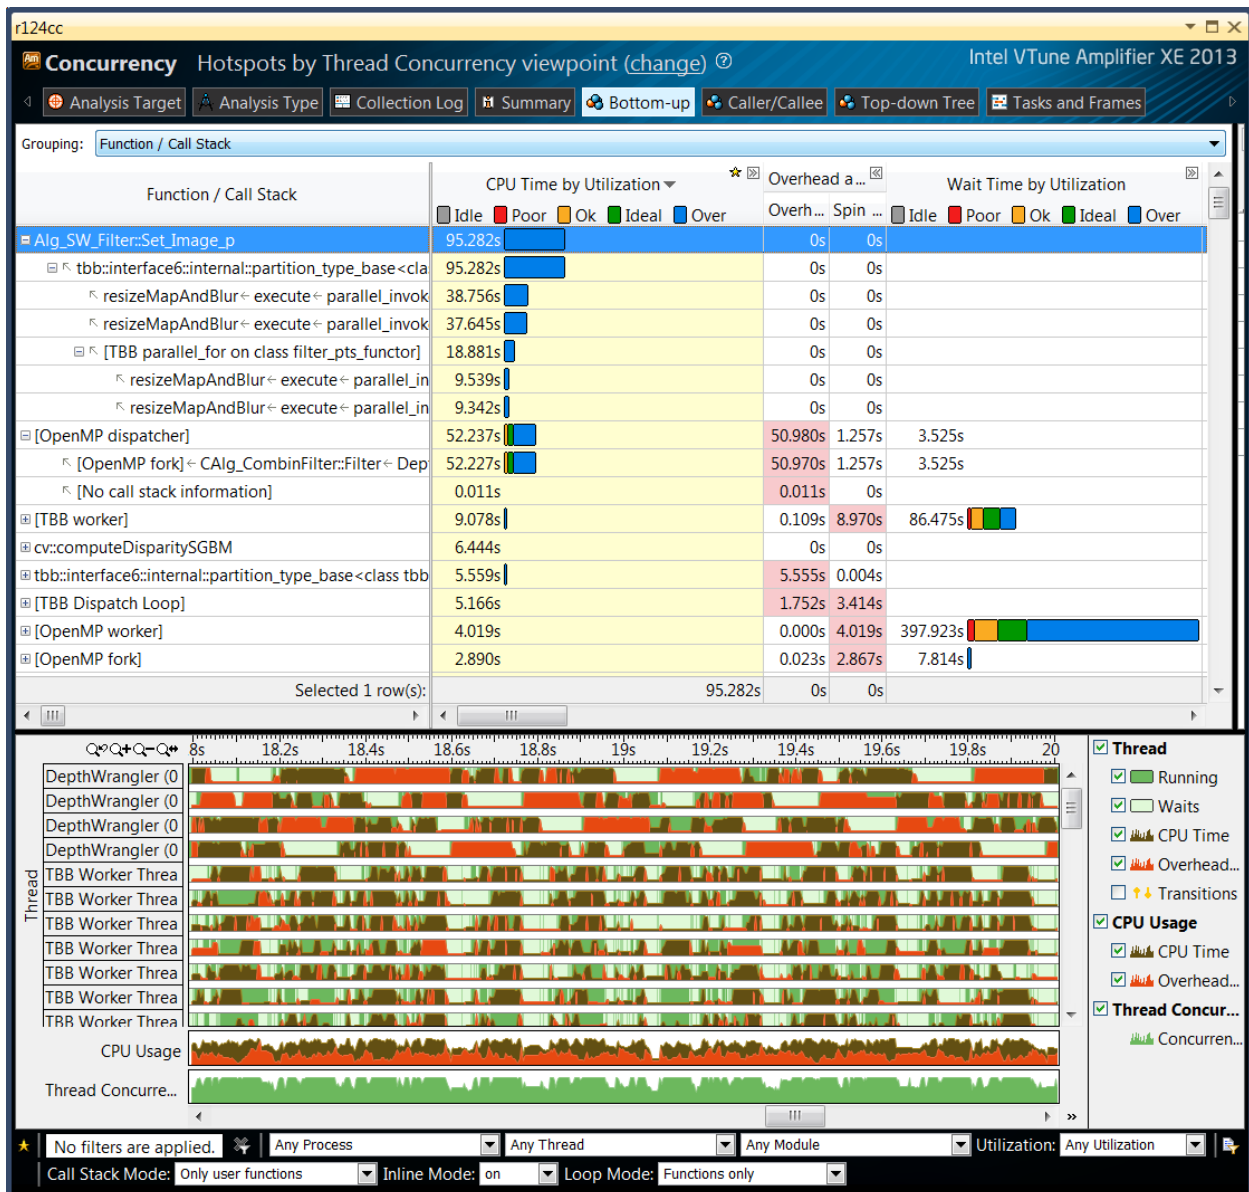 r124cc
Concurrency Hotspots by Thread Concurrency viewpoint (change) ?
Intel VTune Amplifier XE 2013
Analysis Target Analysis Type Collection Log Summary Bottom-up Caller/Callee Top-down Tree Tasks and Frames
Grouping: Function / Call Stack
Function / Call Stack CPU Time by Utilization Overhead a... Wait Time by Utilization
Idle Poor Ok Ideal Over Overh... Spin ... Idle Poor Ok Ideal Over
Alg_SW_Filter::Set_Image_p 95.282s 0s 0s
tbb::interface6::internal::partition_type_base<cla 95.282s 0s 0s
resizeMapAndBlur← execute← parallel_invok 38.756s 0s 0s
resizeMapAndBlur← execute← parallel_invok 37.645s 0s 0s
[TBB parallel_for on class filter_pts_functor] 18.881s 0s 0s
resizeMapAndBlur← execute← parallel_in 9.539s 0s 0s
resizeMapAndBlur← execute← parallel_in 9.342s 0s 0s
[OpenMP dispatcher] 52.237s 50.980s 1.257s 3.525s
[OpenMP fork]← CAlg_CombinFilter::Filter← Dep 52.227s 50.970s 1.257s 3.525s
[No call stack information] 0.011s 0.011s 0s
[TBB worker] 9.078s 0.109s 8.970s 86.475s
cv::computeDisparitySGBM 6.444s 0s 0s
tbb::interface6::internal::partition_type_base<class tbb 5.559s 5.555s 0.004s
[TBB Dispatch Loop] 5.166s 1.752s 3.414s
[OpenMP worker] 4.019s 0.000s 4.019s 397.923s
[OpenMP fork] 2.890s 0.023s 2.867s 7.814s
Selected 1 row(s): 95.282s 0s 0s
8s 18.2s 18.4s 18.6s 18.8s 19s 19.2s 19.4s 19.6s 19.8s 20
Thread
DepthWrangler (0
DepthWrangler (0
DepthWrangler (0
DepthWrangler (0
TBB Worker Threa
TBB Worker Threa
TBB Worker Threa
TBB Worker Threa
TBB Worker Threa
TBB Worker Threa
TBB Worker Threa
CPU Usage
Thread Concurre...
Thread
Running
Waits
CPU Time
Overhead...
Transitions
CPU Usage
CPU Time
Overhead...
Thread Concur...
Concurren...
No filters are applied. Any Process Any Thread Any Module Utilization: Any Utilization
Call Stack Mode: Only user functions Inline Mode: on Loop Mode: Functions only